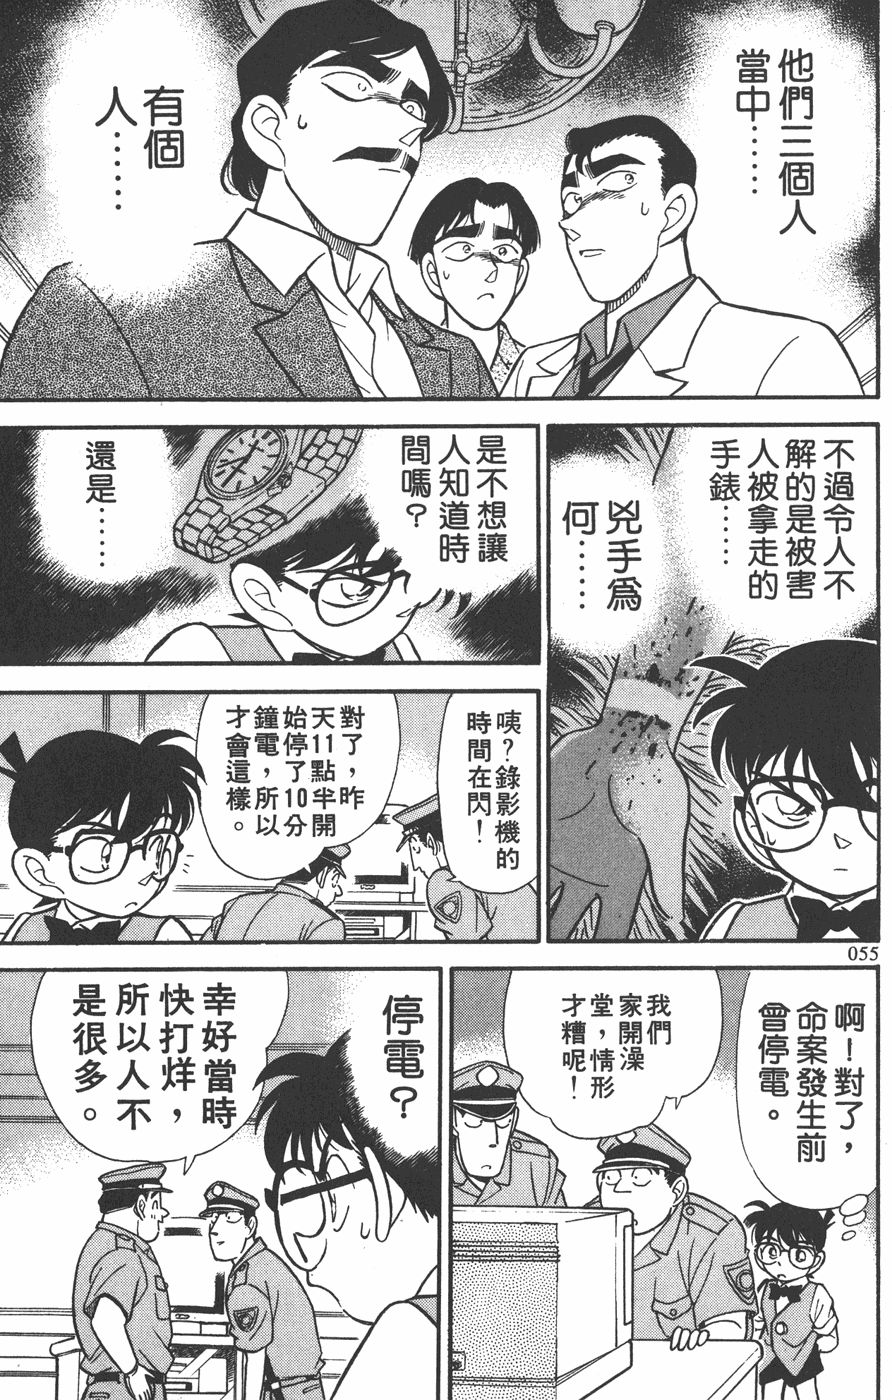 他們三個人
當中……
有個
人……
不過令人不
解的是被害
人被拿走的
手錶……
兇手為
何……
是不想讓
人知道時
間嗎？
還是……
咦？錄影機的
時間在閃！
對了，昨
天11點半開
始停了10分
鐘電，所以
才會這樣。
055
啊！對了，
命案發生前
曾停電。
我們
家開澡
堂，情形
才糟呢！
停電？
幸好當時
快打烊，
所以人不
是很多。